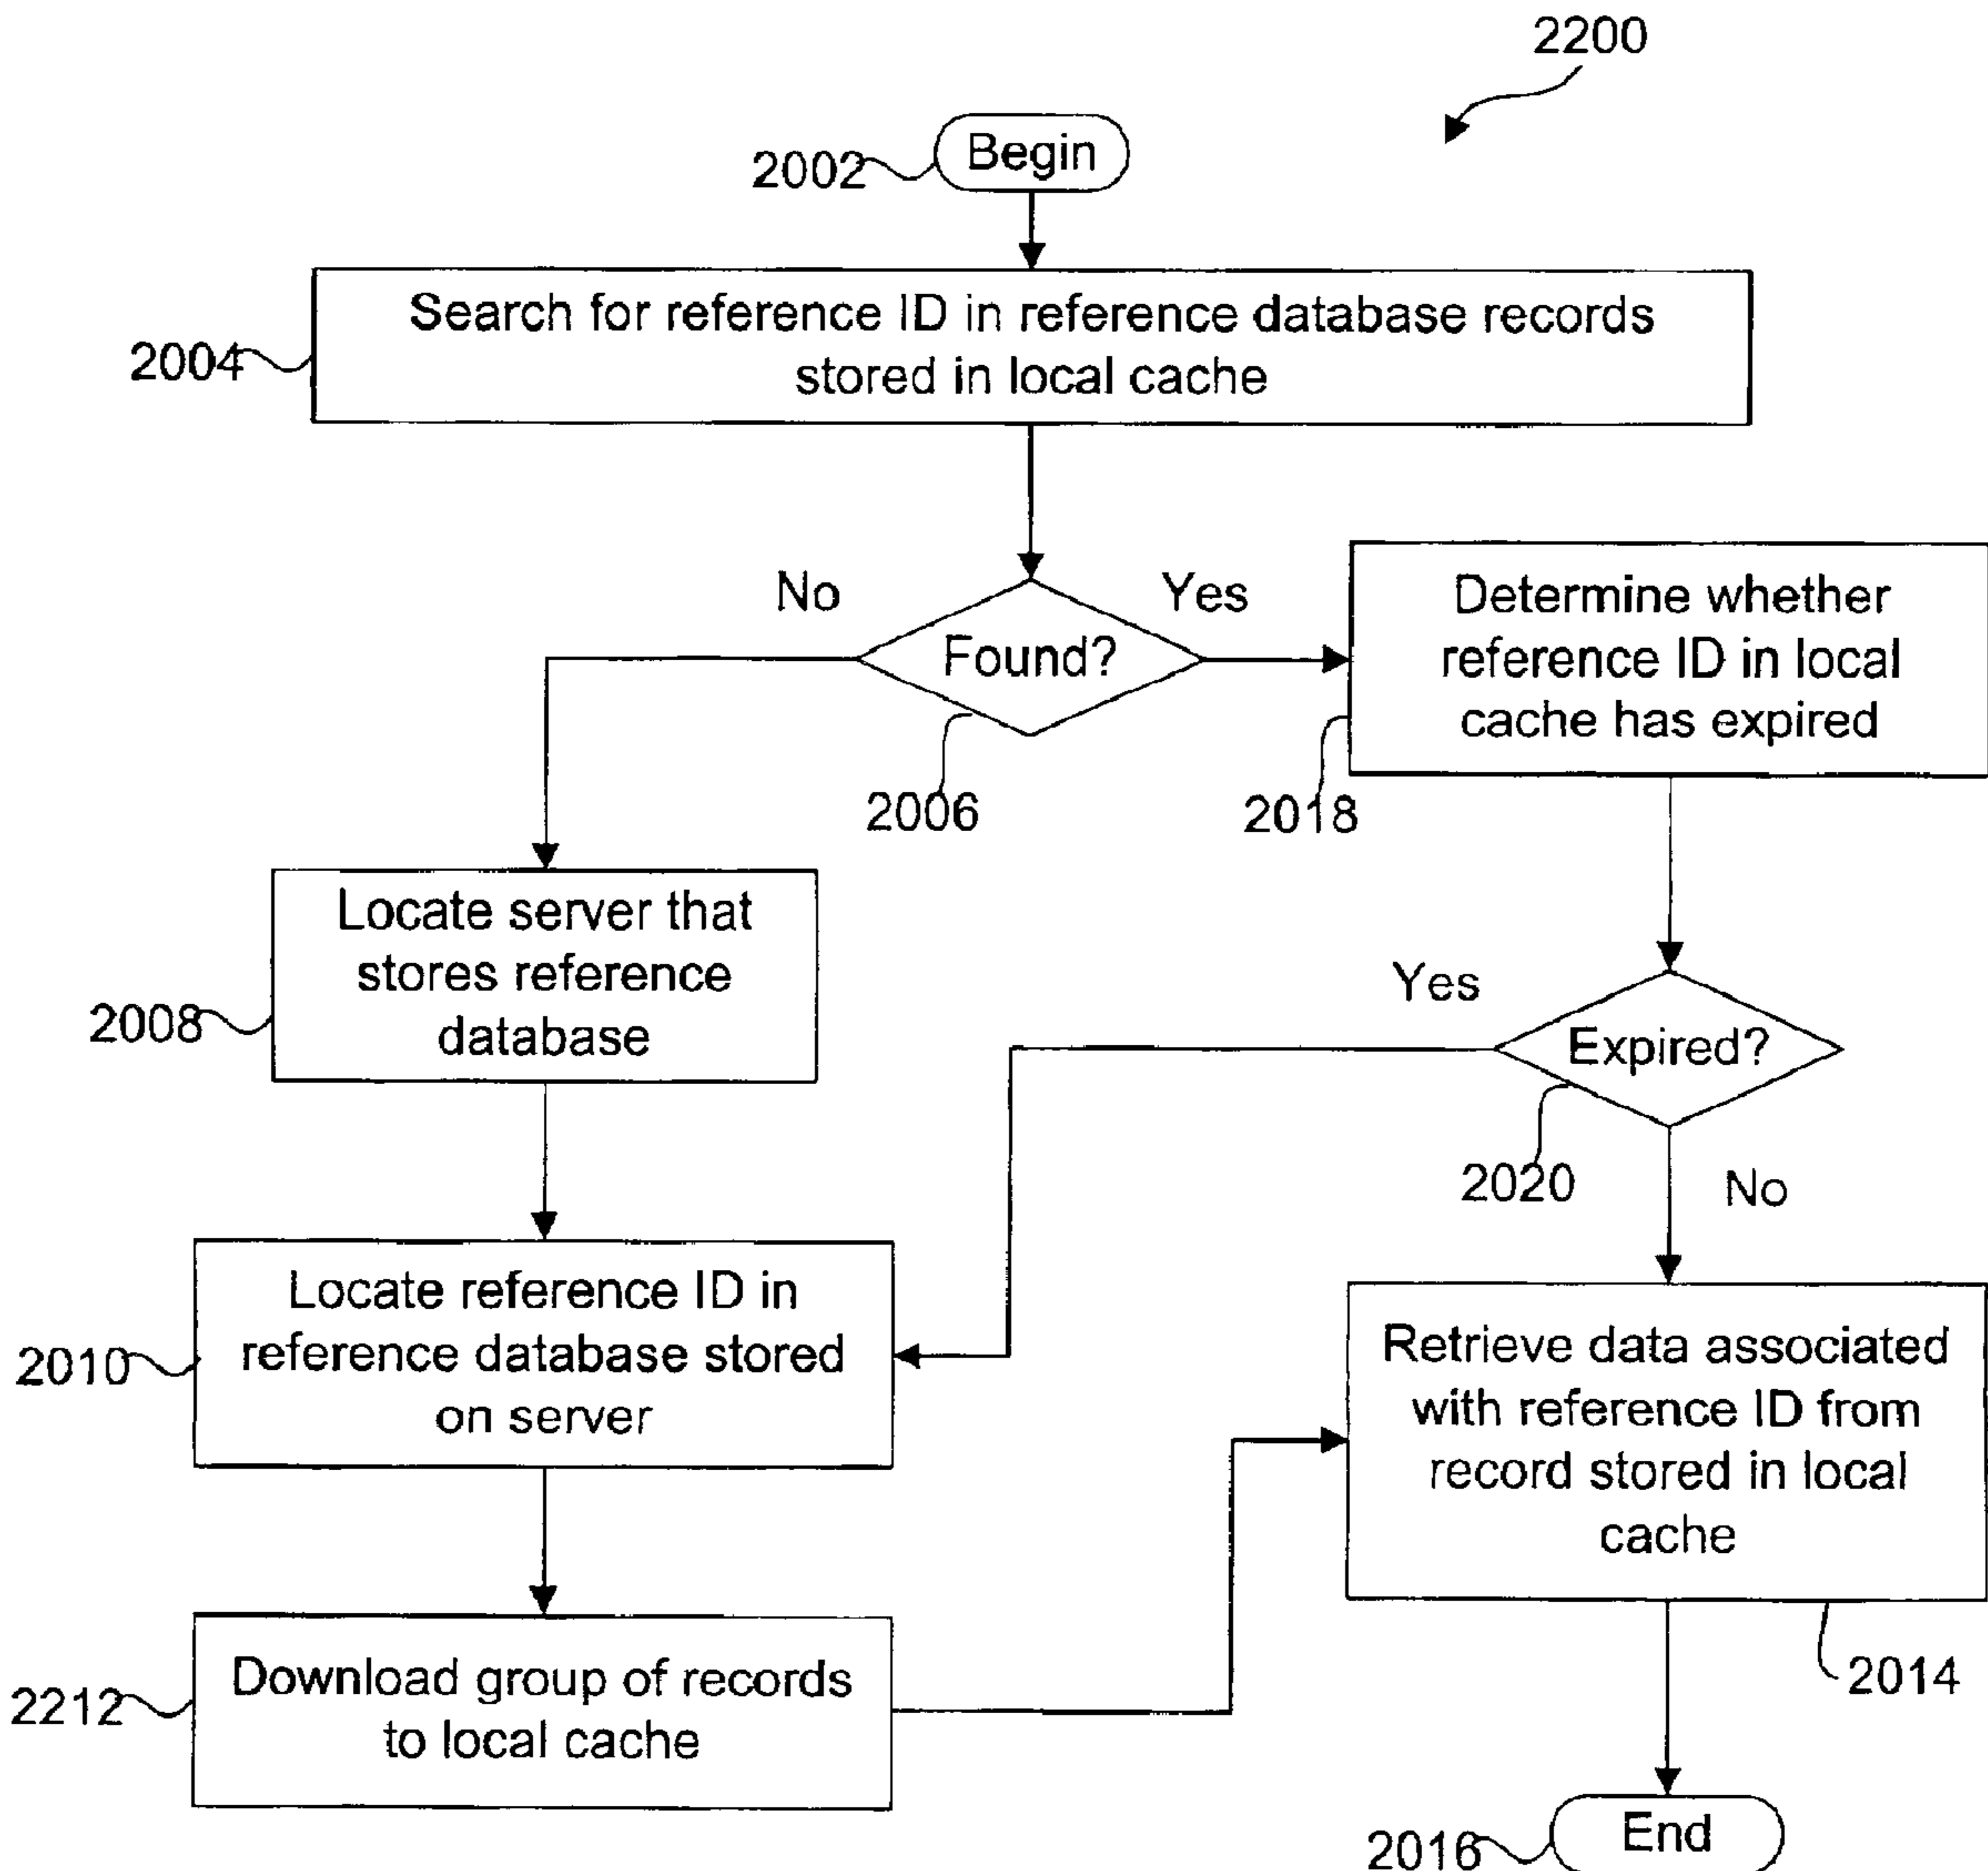 2200
Begin
2002
Search for reference ID in reference database records
stored in local cache
2004
No
Yes
Found?
2006
Determine whether
reference ID in local
cache has expired
2018
Locate server that
stores reference
database
2008
Yes
Expired?
2020
No
Locate reference ID in
reference database stored
on server
2010
Retrieve data associated
with reference ID from
record stored in local
cache
2014
Download group of records
to local cache
2212
End
2016